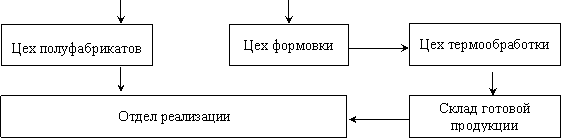 Цех полуфабрикатов
Цех формовки
Цех термообработки
Отдел реализации
Склад готовой
продукции